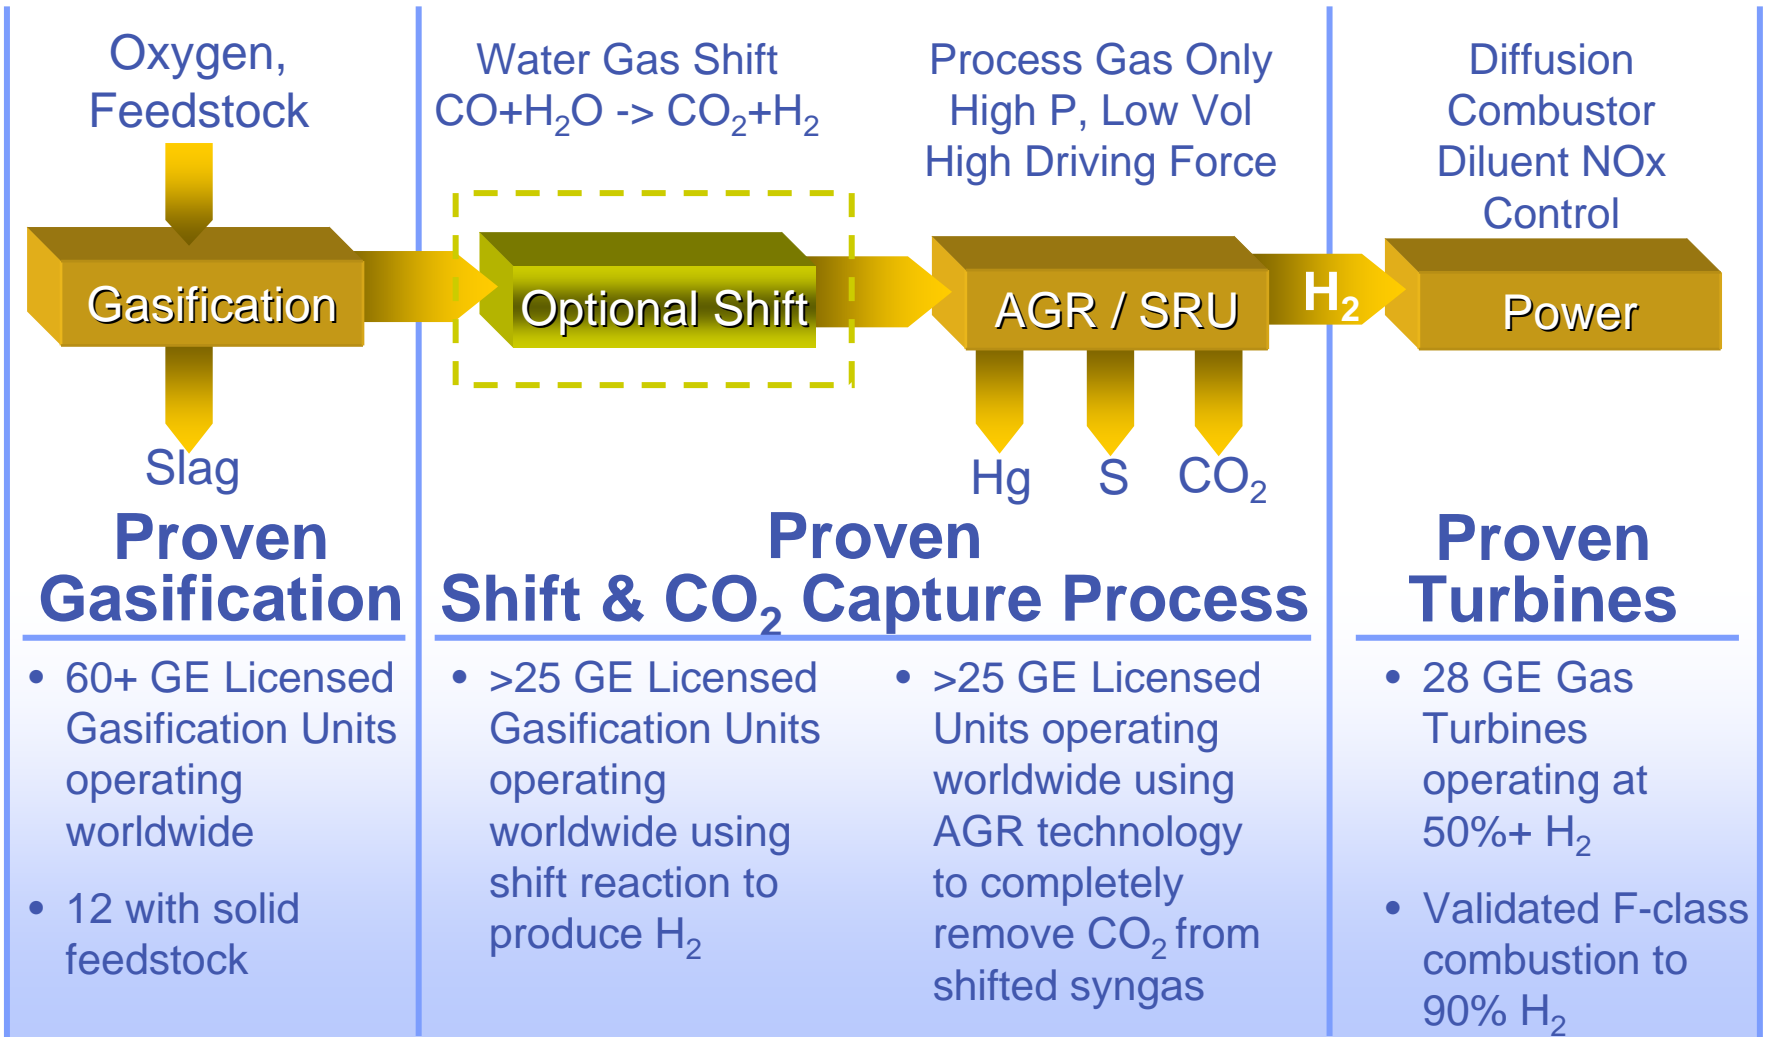 Oxygen,
Feedstock
Water Gas Shift
CO+H₂O -> CO₂+H₂
Process Gas Only
High P, Low Vol
High Driving Force
Diffusion
Combustor
Diluent NOx
Control
Gasification
Optional Shift
AGR / SRU
H₂
Power
Slag
Hg
S
CO₂
Proven
Gasification
Proven
Shift & CO₂ Capture Process
Proven
Turbines
• 60+ GE Licensed
Gasification Units
operating
worldwide
• 12 with solid
feedstock
• >25 GE Licensed
Gasification Units
operating
worldwide using
shift reaction to
produce H₂
• >25 GE Licensed
Units operating
worldwide using
AGR technology
to completely
remove CO₂ from
shifted syngas
• 28 GE Gas
Turbines
operating at
50%+ H₂
• Validated F-class
combustion to
90% H₂